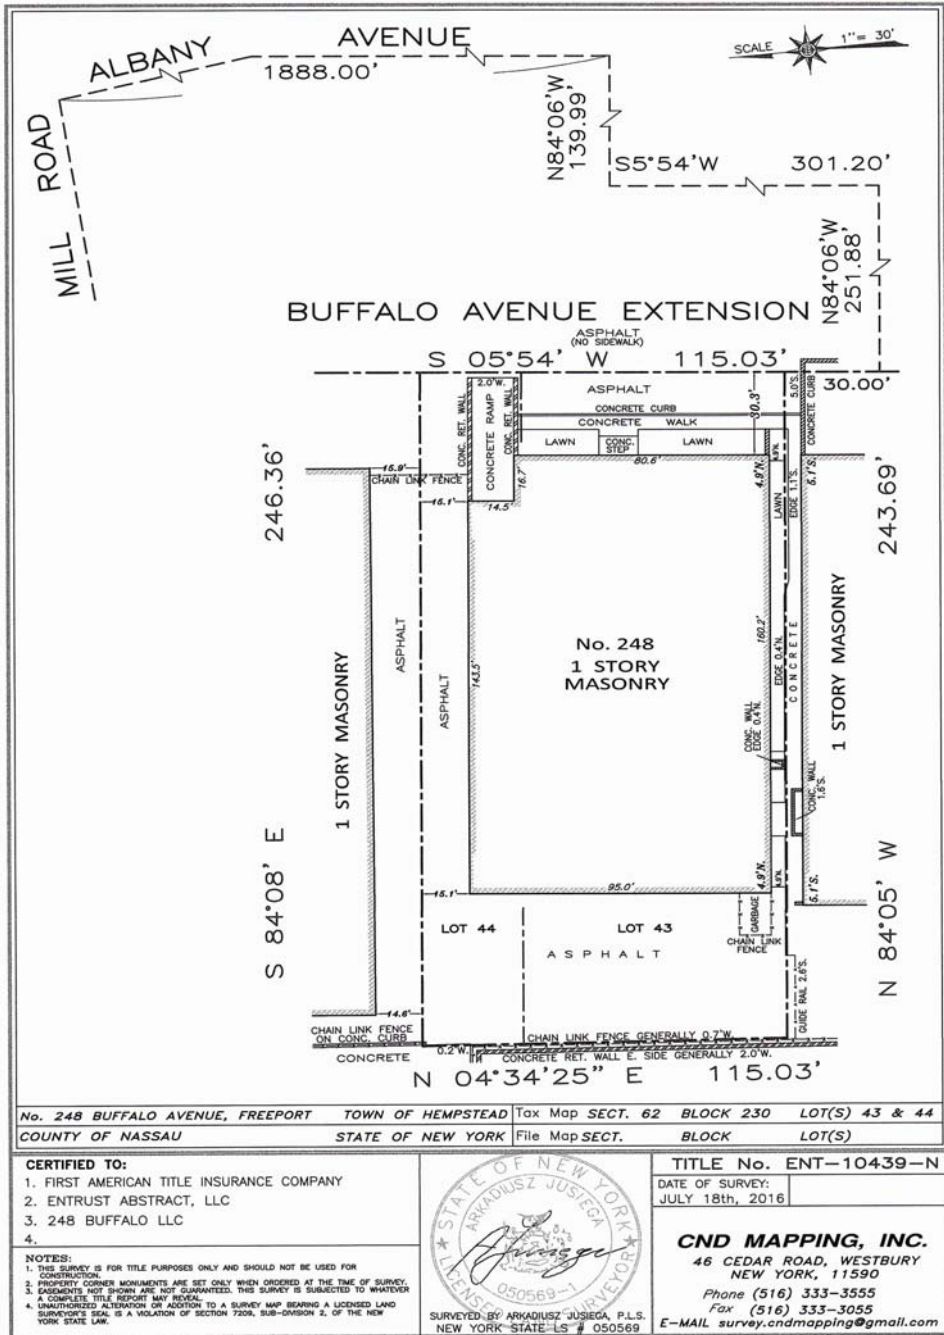 ALBANY AVENUE
1888.00'
SCALE 1"= 30'
MILL ROAD
N84°06'W
139.99'
S5°54'W 301.20'
N84°06'W
251.88'
BUFFALO AVENUE EXTENSION
ASPHALT
(NO SIDEWALK)
S 05°54' W 115.03'
30.00'
2.0'W.
ASPHALT
30.3'
5.0'S.
CONCRETE CURB
CONC. RET. WALL
CONCRETE RAMP
CONC. RET. WALL
CONCRETE CURB
CONCRETE WALK
LAWN
CONC.
STEP
LAWN
80.6'
16.7'
4.9'N.
4.9'N.
5.1'S.
15.9'
CHAIN LINK FENCE
15.1'
14.5'
246.36'
243.69'
LAWN
EDGE 1.1'S.
ASPHALT
ASPHALT
143.5'
160.2'
No. 248
1 STORY
MASONRY
1 STORY MASONRY
1 STORY MASONRY
EDGE 0.4'N.
CONCRETE
CONC. WALL
EDGE 0.4'N.
CONC. WALL
1.6'S.
S 84°08' E
N 84°05' W
15.1'
95.0'
4.9'N.
4.9'N.
5.1'S.
LOT 44
LOT 43
GARBAGE
CHAIN LINK
FENCE
ASPHALT
GUIDE RAIL 2.6'S.
14.6'
CHAIN LINK FENCE
ON CONC. CURB
CONCRETE
CHAIN LINK FENCE GENERALLY 0.7'W.
0.2'W.
CONCRETE RET. WALL E. SIDE GENERALLY 2.0'W.
N 04°34'25" E 115.03'
No. 248 BUFFALO AVENUE, FREEPORT TOWN OF HEMPSTEAD Tax Map SECT. 62 BLOCK 230 LOT(S) 43 & 44
COUNTY OF NASSAU STATE OF NEW YORK File Map SECT. BLOCK LOT(S)
CERTIFIED TO:
1. FIRST AMERICAN TITLE INSURANCE COMPANY
2. ENTRUST ABSTRACT, LLC
3. 248 BUFFALO LLC
4.
NOTES:
1. THIS SURVEY IS FOR TITLE PURPOSES ONLY AND SHOULD NOT BE USED FOR
CONSTRUCTION.
2. PROPERTY CORNER MONUMENTS ARE SET ONLY WHEN ORDERED AT THE TIME OF SURVEY.
3. EASEMENTS NOT SHOWN ARE NOT GUARANTEED. THIS SURVEY IS SUBJECTED TO WHATEVER
A COMPLETE TITLE REPORT MAY REVEAL.
4. UNAUTHORIZED ALTERATION OR ADDITION TO A SURVEY MAP BEARING A LICENSED LAND
SURVEYOR'S SEAL IS A VIOLATION OF SECTION 7209, SUB-DIVISION 2, OF THE NEW
YORK STATE LAW.
STATE OF NEW YORK
ARKADIUSZ JUSIEGA
050569-1
LICENSED LAND SURVEYOR
SURVEYED BY ARKADIUSZ JUSIEGA, P.L.S.
NEW YORK STATE LS # 050569
TITLE No. ENT-10439-N
DATE OF SURVEY:
JULY 18th, 2016
CND MAPPING, INC.
46 CEDAR ROAD, WESTBURY
NEW YORK, 11590
Phone (516) 333-3555
Fax (516) 333-3055
E-MAIL survey.cndmapping@gmail.com